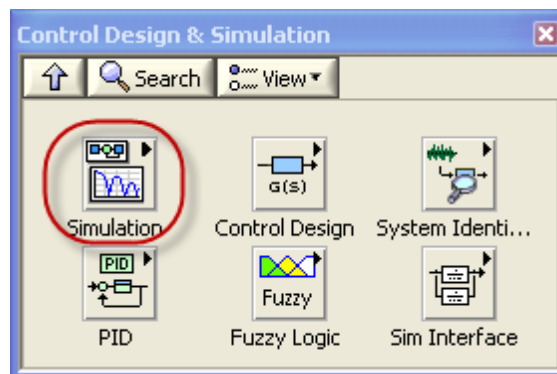 Control Design & Simulation
Search View
G(s)
Simulation Control Design System Identi...
PID Fuzzy
PID Fuzzy Logic Sim Interface